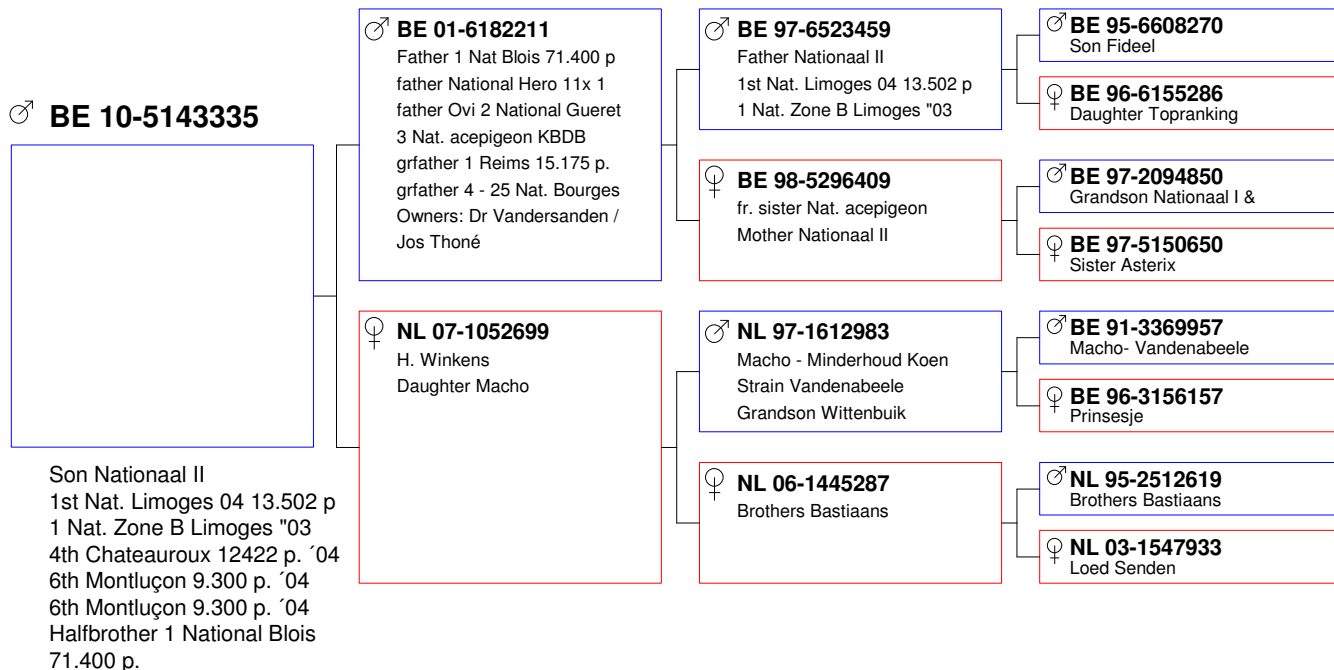 BE 10-5143335
Son Nationaal II
1st Nat. Limoges 04 13.502 p
1 Nat. Zone B Limoges "03
4th Chateauroux 12422 p. ´04
6th Montluçon 9.300 p. ´04
6th Montluçon 9.300 p. ´04
Halfbrother 1 National Blois
71.400 p.
BE 01-6182211
Father 1 Nat Blois 71.400 p
father National Hero 11x 1
father Ovi 2 National Gueret
3 Nat. acepigeon KBDB
grfather 1 Reims 15.175 p.
grfather 4 - 25 Nat. Bourges
Owners: Dr Vandersanden /
Jos Thoné
NL 07-1052699
H. Winkens
Daughter Macho
BE 97-6523459
Father Nationaal II
1st Nat. Limoges 04 13.502 p
1 Nat. Zone B Limoges "03
BE 98-5296409
fr. sister Nat. acepigeon
Mother Nationaal II
NL 97-1612983
Macho - Minderhoud Koen
Strain Vandenabeele
Grandson Wittenbuik
NL 06-1445287
Brothers Bastiaans
BE 95-6608270
Son Fideel
BE 96-6155286
Daughter Topranking
BE 97-2094850
Grandson Nationaal I &
BE 97-5150650
Sister Asterix
BE 91-3369957
Macho- Vandenabeele
BE 96-3156157
Prinsesje
NL 95-2512619
Brothers Bastiaans
NL 03-1547933
Loed Senden